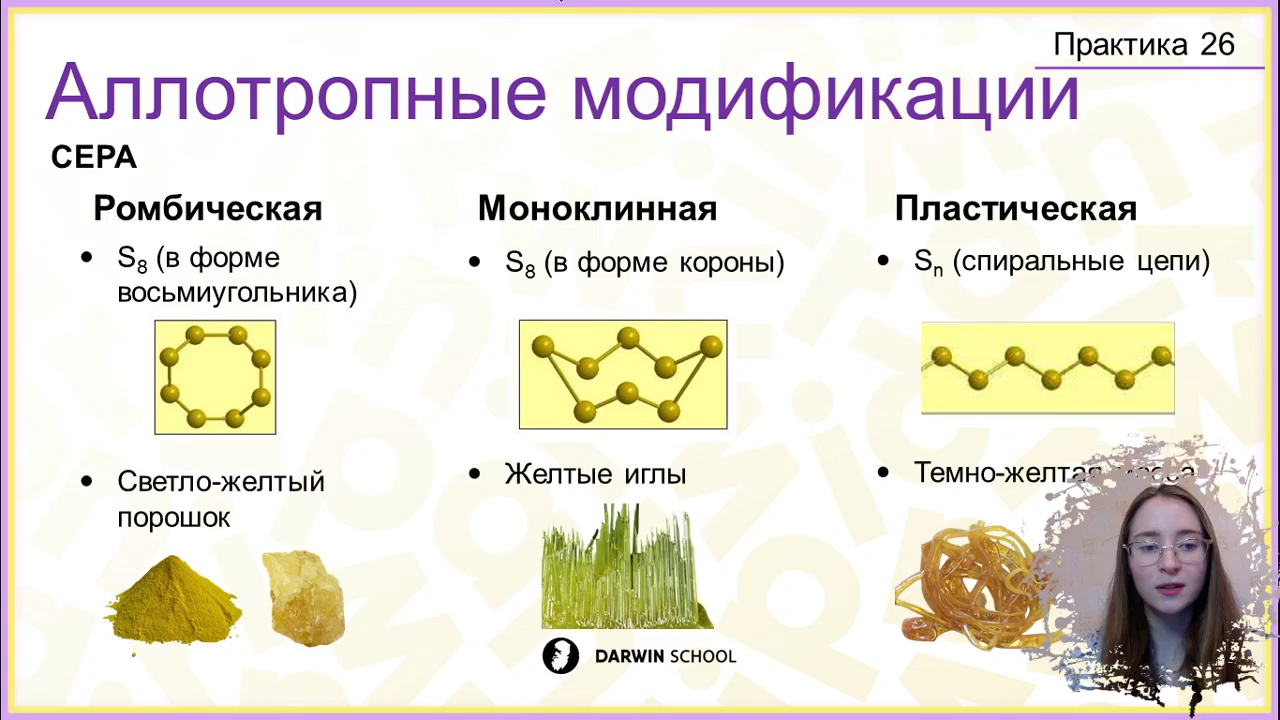 Практика 26
Аллотропные модификации
СЕРА
Ромбическая
S₈ (в форме
восьмиугольника)
Светло-желтый
порошок
Моноклинная
S₈ (в форме короны)
Желтые иглы
Пластическая
Sₙ (спиральные цепи)
Темно-желтая
DARWIN SCHOOL